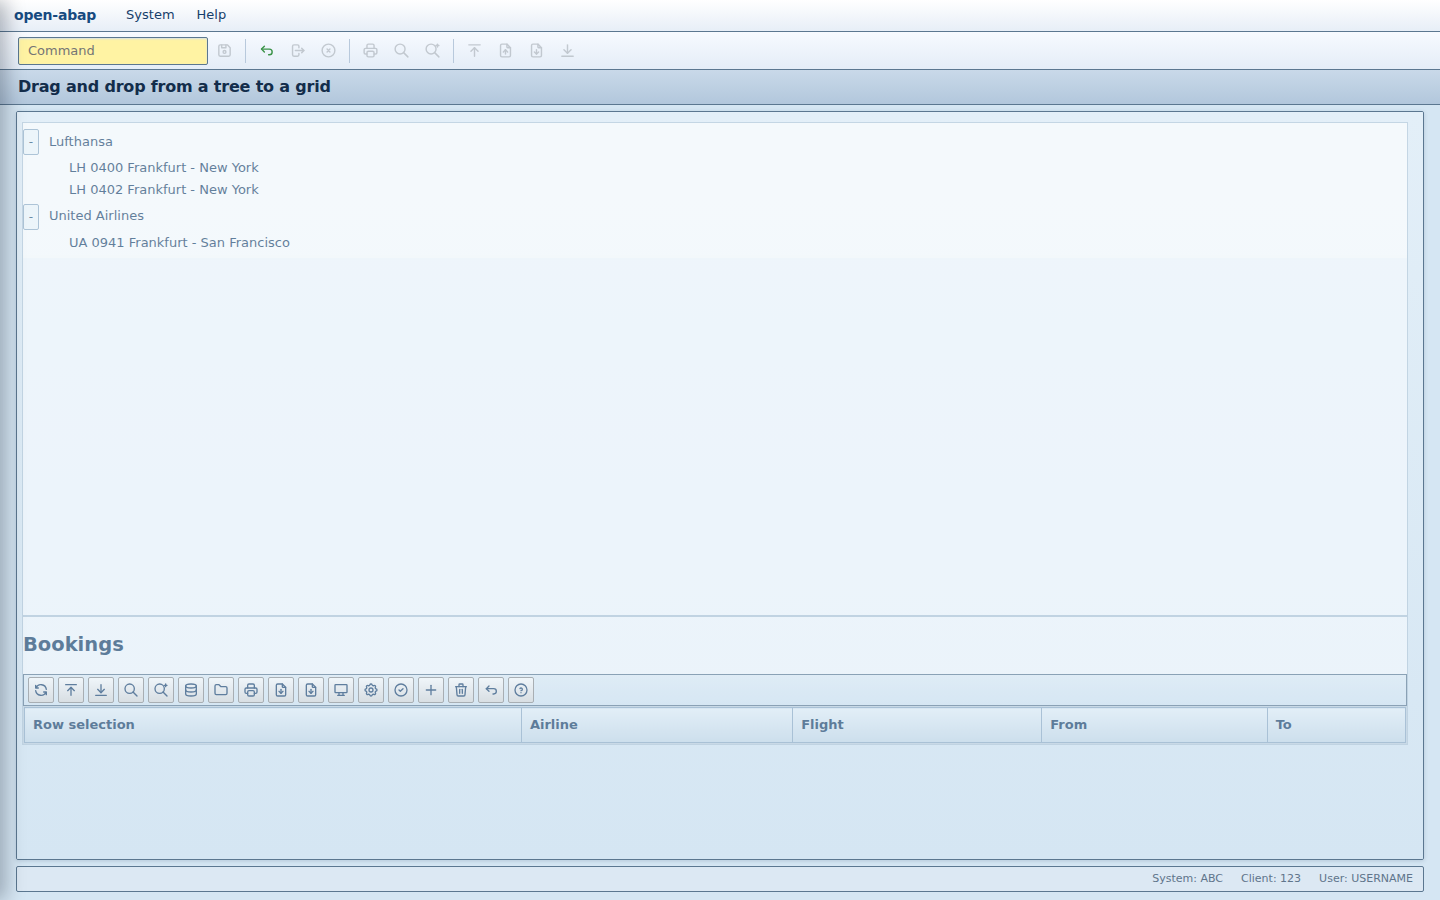 open-abap System Help
Command
Drag and drop from a tree to a grid
- Lufthansa
LH 0400 Frankfurt - New York
LH 0402 Frankfurt - New York
- United Airlines
UA 0941 Frankfurt - San Francisco
Bookings
Row selection Airline Flight From To
System: ABC Client: 123 User: USERNAME